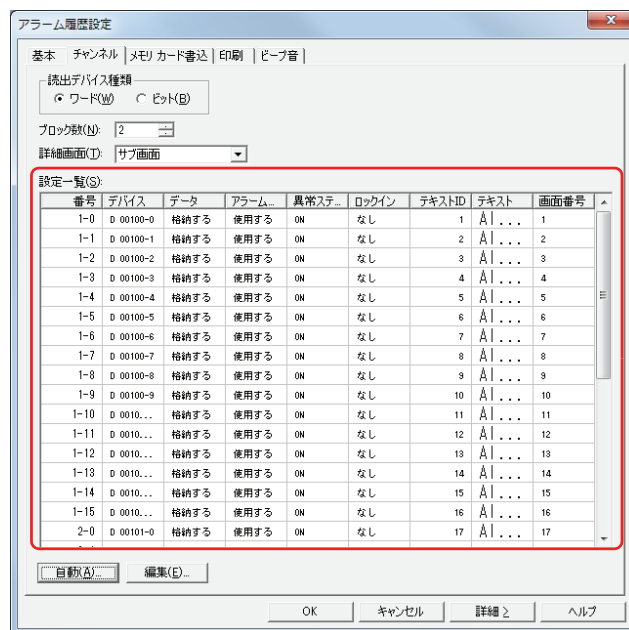 アラーム履歴設定
基本 チャンネル メモリ カード書込 印刷 ビープ音
読出デバイス種類
ワード(W) ビット(B)
ブロック数(N): 2
詳細画面(T): サブ画面
設定一覧(S):
番号 デバイス データ アラーム... 異常ステ... ロックイン テキストID テキスト 画面番号
1-0 D 00100-0 格納する 使用する ON なし 1 Al... 1
1-1 D 00100-1 格納する 使用する ON なし 2 Al... 2
1-2 D 00100-2 格納する 使用する ON なし 3 Al... 3
1-3 D 00100-3 格納する 使用する ON なし 4 Al... 4
1-4 D 00100-4 格納する 使用する ON なし 5 Al... 5
1-5 D 00100-5 格納する 使用する ON なし 6 Al... 6
1-6 D 00100-6 格納する 使用する ON なし 7 Al... 7
1-7 D 00100-7 格納する 使用する ON なし 8 Al... 8
1-8 D 00100-8 格納する 使用する ON なし 9 Al... 9
1-9 D 00100-9 格納する 使用する ON なし 10 Al... 10
1-10 D 0010... 格納する 使用する ON なし 11 Al... 11
1-11 D 0010... 格納する 使用する ON なし 12 Al... 12
1-12 D 0010... 格納する 使用する ON なし 13 Al... 13
1-13 D 0010... 格納する 使用する ON なし 14 Al... 14
1-14 D 0010... 格納する 使用する ON なし 15 Al... 15
1-15 D 0010... 格納する 使用する ON なし 16 Al... 16
2-0 D 00101-0 格納する 使用する ON なし 17 Al... 17
自動(A)... 編集(E)...
OK キャンセル 詳細 ≥ ヘルプ